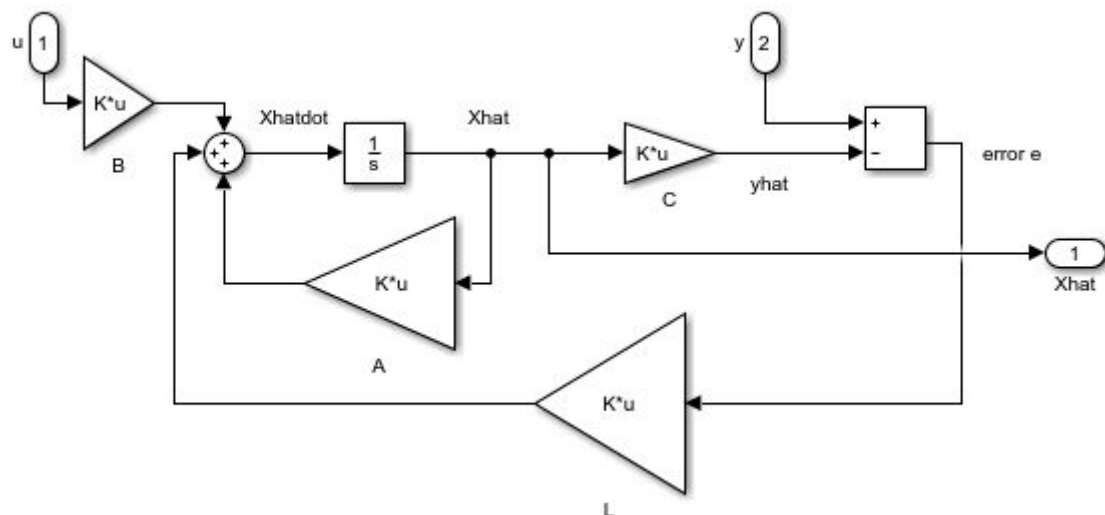 u 1
K*u
B
+
+
+
Xhatdot
1
s
Xhat
K*u
A
K*u
C
yhat
y 2
+
−
error e
1
Xhat
K*u
L